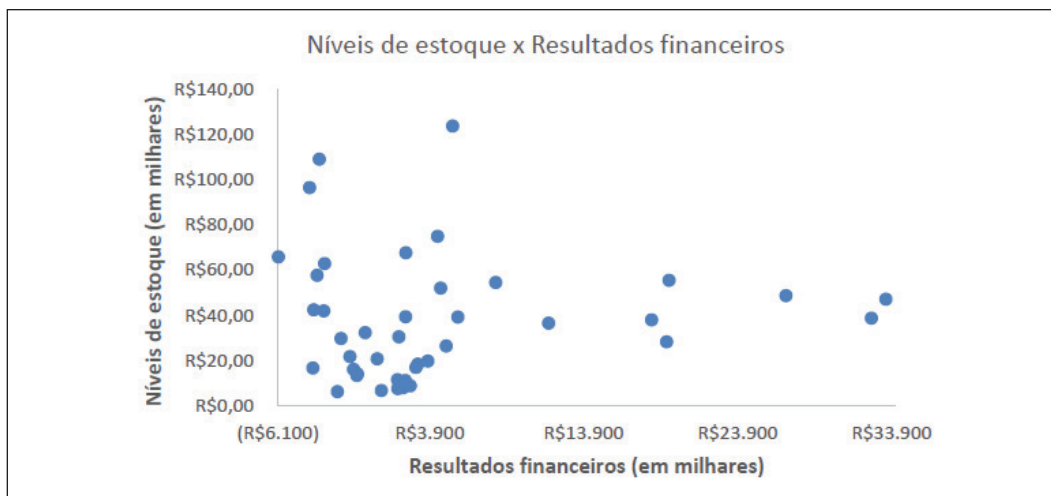 Níveis de estoque x Resultados financeiros
Níveis de estoque (em milhares)
R$140,00
R$120,00
R$100,00
R$80,00
R$60,00
R$40,00
R$20,00
R$0,00
(R$6.100) R$3.900 R$13.900 R$23.900 R$33.900
Resultados financeiros (em milhares)